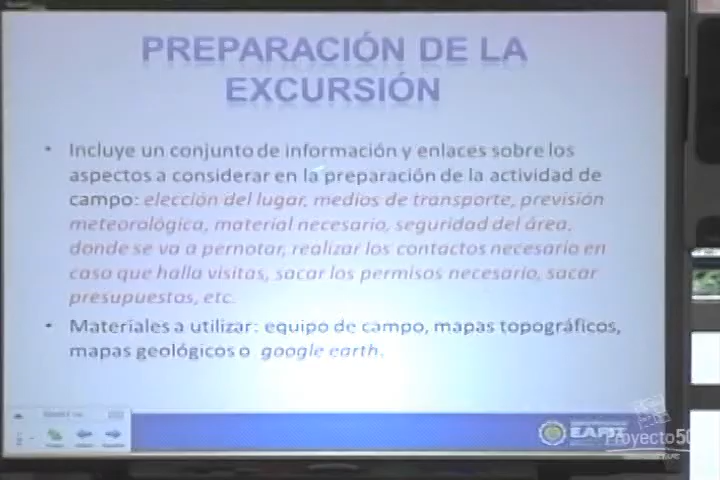 PREPARACIÓN DE LA
EXCURSIÓN
• Incluye un conjunto de información y enlaces sobre los
aspectos a considerar en la preparación de la actividad de
campo: elección del lugar, medios de transporte, previsión
meteorológica, material necesario, seguridad del área,
donde se va a pernotar, realizar los contactos necesario en
caso que halla visitas, sacar los permisos necesario, sacar
presupuestas, etc.
• Materiales a utilizar: equipo de campo, mapas topográficos,
mapas geológicos o google earth.
EAFIT
Proyecto50